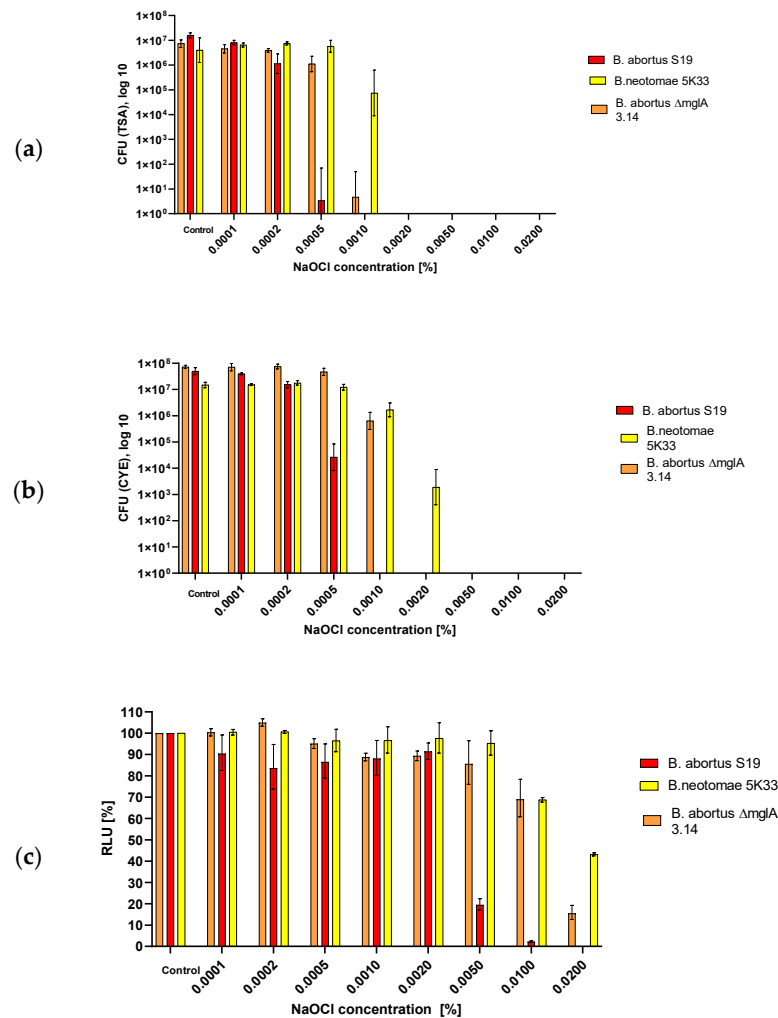 (a)
CFU (TSA), log 10
1×10⁸
1×10⁷
1×10⁶
1×10⁵
1×10⁴
1×10³
1×10²
1×10¹
1×10⁰
Control
0.0001
0.0002
0.0005
0.0010
0.0020
0.0050
0.0100
0.0200
NaOCl concentration [%]
B. abortus S19
B.neotomae 5K33
B. abortus ΔmglA
3.14
(b)
CFU (CYE), log 10
1×10⁸
1×10⁷
1×10⁶
1×10⁵
1×10⁴
1×10³
1×10²
1×10¹
1×10⁰
Control
0.0001
0.0002
0.0005
0.0010
0.0020
0.0050
0.0100
0.0200
NaOCl concentration [%]
B. abortus S19
B.neotomae
5K33
B. abortus ΔmglA
3.14
(c)
RLU [%]
110
100
90
80
70
60
50
40
30
20
10
0
Control
0.0001
0.0002
0.0005
0.0010
0.0020
0.0050
0.0100
0.0200
NaOCl concentration [%]
B. abortus S19
B.neotomae 5K33
B. abortus ΔmglA
3.14